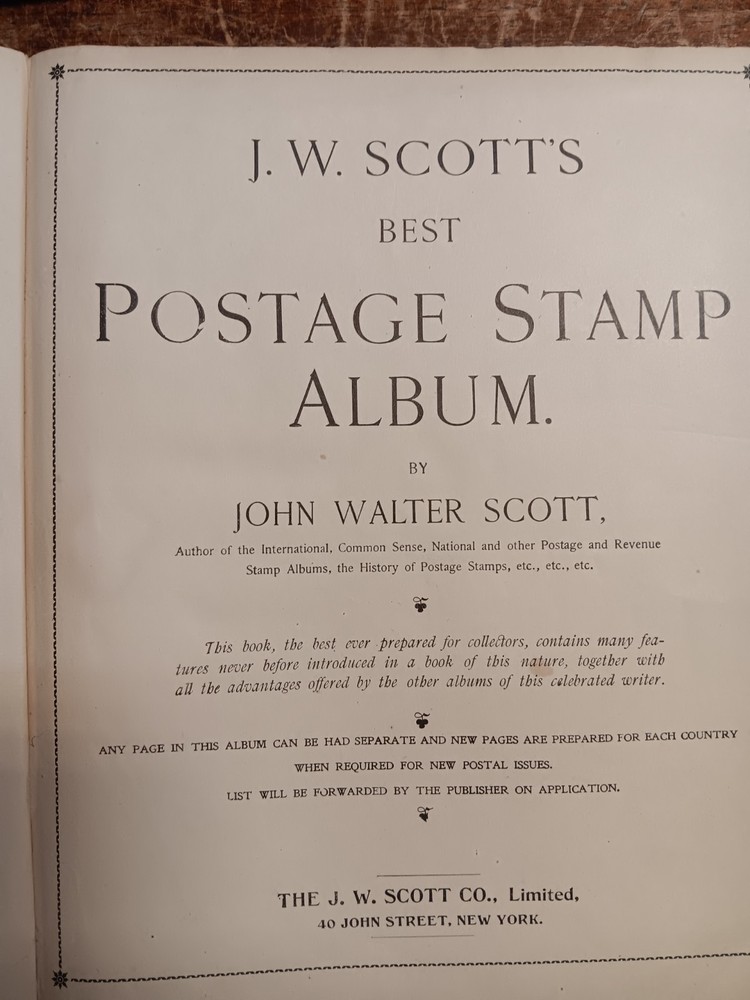 J. W. SCOTT'S
BEST
POSTAGE STAMP
ALBUM.
BY
JOHN WALTER SCOTT,
Author of the International, Common Sense, National and other Postage and Revenue
Stamp Albums, the History of Postage Stamps, etc., etc., etc.
This book, the best ever prepared for collectors, contains many fea-
tures never before introduced in a book of this nature, together with
all the advantages offered by the other albums of this celebrated writer.
ANY PAGE IN THIS ALBUM CAN BE HAD SEPARATE AND NEW PAGES ARE PREPARED FOR EACH COUNTRY
WHEN REQUIRED FOR NEW POSTAL ISSUES.
LIST WILL BE FORWARDED BY THE PUBLISHER ON APPLICATION.
THE J. W. SCOTT CO., Limited,
40 JOHN STREET, NEW YORK.